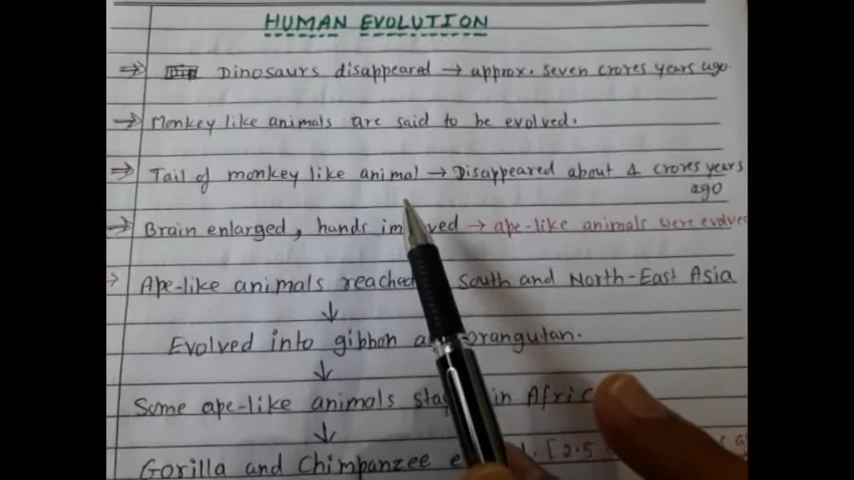 HUMAN EVOLUTION
⇒ Dinosaurs disappeared → approx. seven crores years ago.
⇒ Monkey like animals are said to be evolved.
⇒ Tail of monkey like animal → Disappeared about 4 crores years
ago
⇒ Brain enlarged, hands → ape-like animals were evolved
Ape-like animals reached South and North-East Asia
↓
Evolved into gibbon orangutan.
↓
Some ape-like animals in
↓
Gorilla and Chimpanzee [2.5